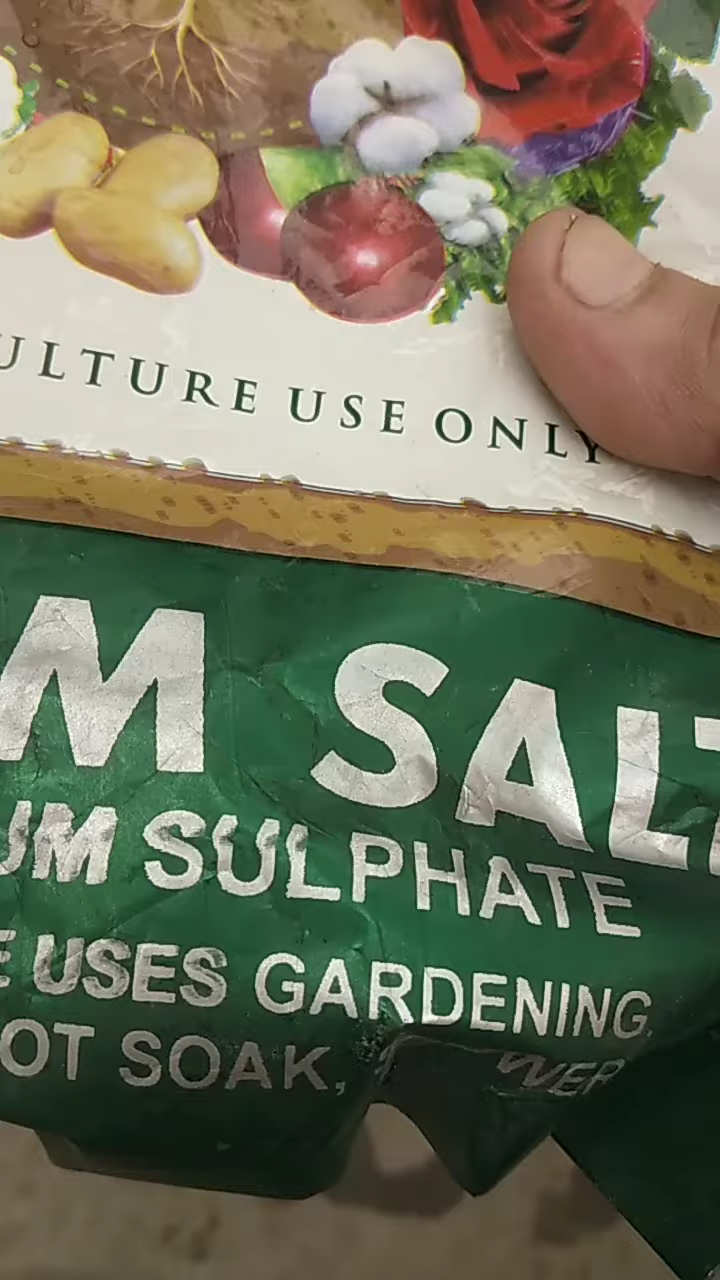 ULTURE USE ONLY
M SALT
UM SULPHATE
E USES GARDENING
OT SOAK,